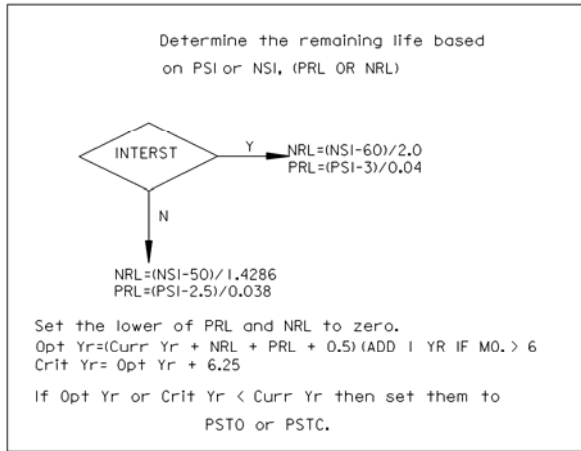 Determine the remaining life based
on PSI or NSI, (PRL OR NRL)
INTERST
Y
NRL=(NSI-60)/2.0
PRL=(PSI-3)/0.04
N
NRL=(NSI-50)/1.4286
PRL=(PSI-2.5)/0.038
Set the lower of PRL and NRL to zero.
Opt Yr=(Curr Yr + NRL + PRL + 0.5) (ADD 1 YR IF MO. > 6
Crit Yr= Opt Yr + 6.25
If Opt Yr or Crit Yr < Curr Yr then set them to
PSTO or PSTC.